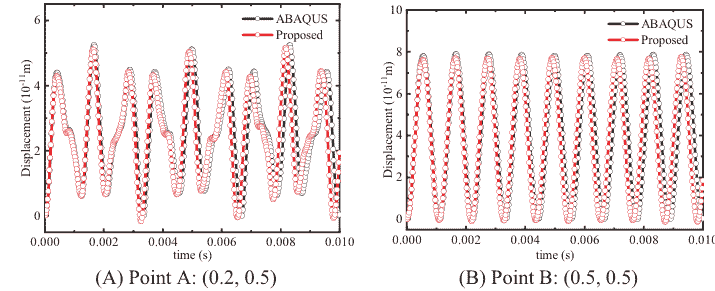 ABAQUS
Proposed
Displacement (10⁻¹¹m)
6
4
2
0
0.000 0.002 0.004 0.006 0.008 0.010
time (s)
(A) Point A: (0.2, 0.5)
ABAQUS
Proposed
Displacement (10⁻¹¹m)
10
8
6
4
2
0
0.000 0.002 0.004 0.006 0.008 0.010
time (s)
(B) Point B: (0.5, 0.5)